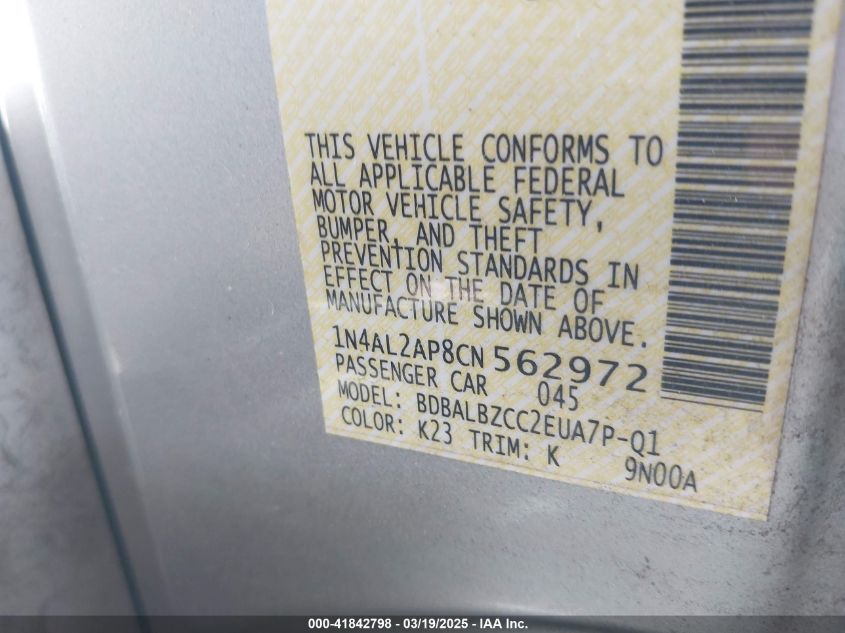 THIS VEHICLE CONFORMS TO
ALL APPLICABLE FEDERAL
MOTOR VEHICLE SAFETY,
BUMPER, AND THEFT
PREVENTION STANDARDS IN
EFFECT ON THE DATE OF
MANUFACTURE SHOWN ABOVE.
1N4AL2AP8CN 562972
PASSENGER CAR 045
MODEL: BDBALBZCC2EUA7P-Q1
COLOR: K23 TRIM: K 9N00A
000-41842798 - 03/19/2025 - IAA Inc.